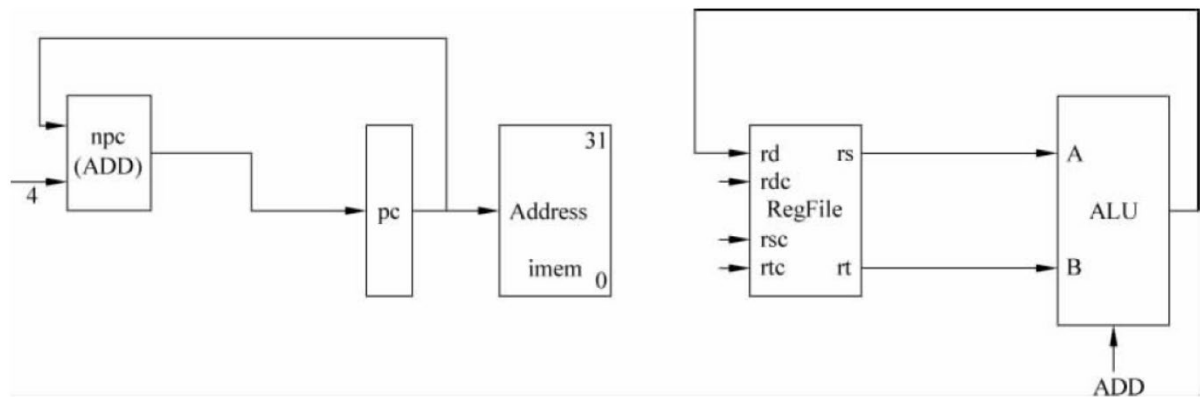 npc
(ADD)
4
pc
31
Address
imem
0
rd
rs
rdc
RegFile
rsc
rtc
rt
A
ALU
B
ADD